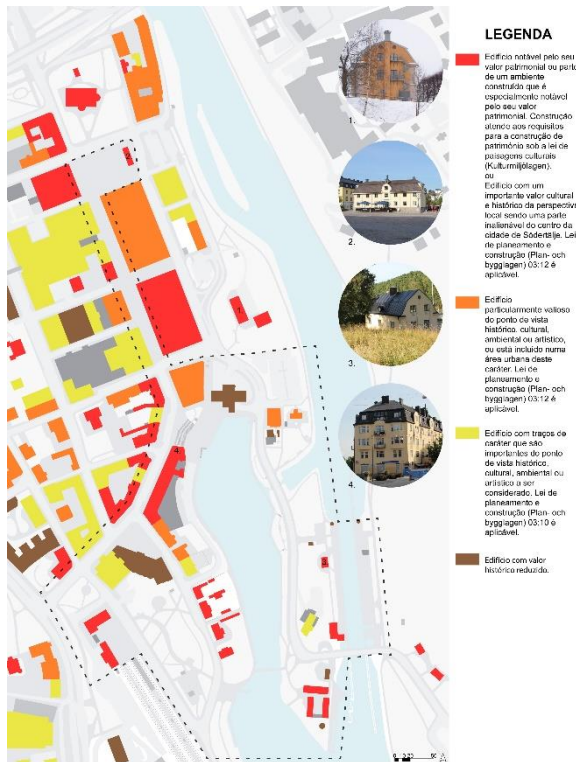 LEGENDA
Edifício notável pelo seu
valor patrimonial ou parte
de um ambiente
construído que é
especialmente notável
pelo seu valor
patrimonial. Construção
atende aos requisitos
para a construção de
património sob a lei de
paisagens culturais
(Kulturmiljölagen).
ou
Edifício com um
importante valor cultural
e histórico da perspectiva
local sendo uma parte
inalienável do centro da
cidade de Södertälje. Lei
de planeamento e
construção (Plan- och
bygglagen) 03:12 é
aplicável.
Edifício
particularmente valioso
do ponto de vista
histórico, cultural,
ambiental ou artístico,
ou está incluído numa
área urbana deste
caráter. Lei de
planeamento e
construção (Plan- och
bygglagen) 03:12 é
aplicável.
Edifício com traços de
caráter que são
importantes do ponto
de vista histórico,
cultural, ambiental ou
artístico a ser
considerado. Lei de
planeamento e
construção (Plan- och
bygglagen) 03:10 é
aplicável.
Edifício com valor
histórico reduzido.
1.
2.
3.
4.
2.
1.
4.
3.